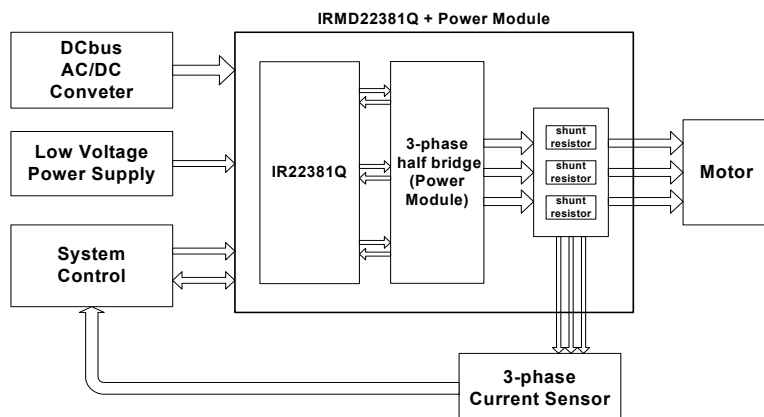 IRMD22381Q + Power Module
DCbus
AC/DC
Conveter
Low Voltage
Power Supply
System
Control
IR22381Q
3-phase
half bridge
(Power
Module)
shunt
resistor
shunt
resistor
shunt
resistor
Motor
3-phase
Current Sensor